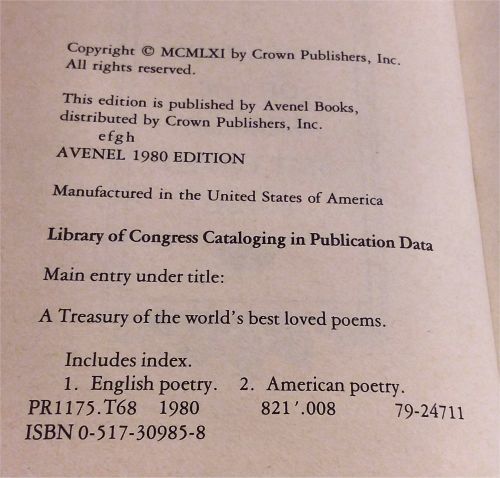 Copyright © MCMLXI by Crown Publishers, Inc.
All rights reserved.
This edition is published by Avenel Books,
distributed by Crown Publishers, Inc.
e f g h
AVENEL 1980 EDITION
Manufactured in the United States of America
Library of Congress Cataloging in Publication Data
Main entry under title:
A Treasury of the world's best loved poems.
Includes index.
1. English poetry. 2. American poetry.
PR1175.T68 1980 821'.008 79-24711
ISBN 0-517-30985-8